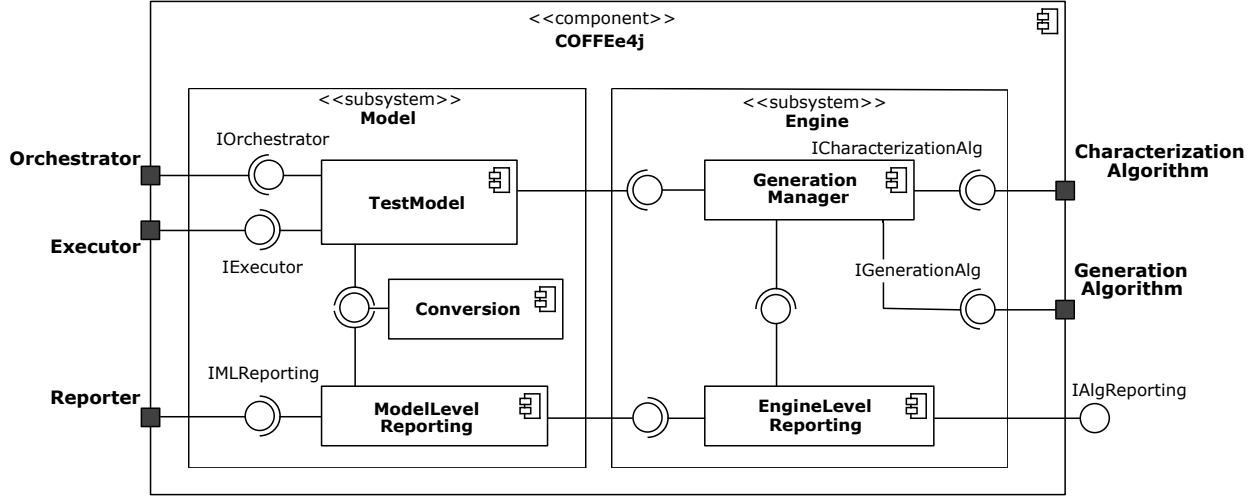 <<component>>
COFFEe4j
<<subsystem>>
Model
<<subsystem>>
Engine
IOrchestrator
ICharacterizationAlg
Orchestrator
Characterization
Algorithm
TestModel
Generation
Manager
Executor
IExecutor
IGenerationAlg
Generation
Algorithm
Conversion
IMLReporting
IAlgReporting
Reporter
ModelLevel
Reporting
EngineLevel
Reporting